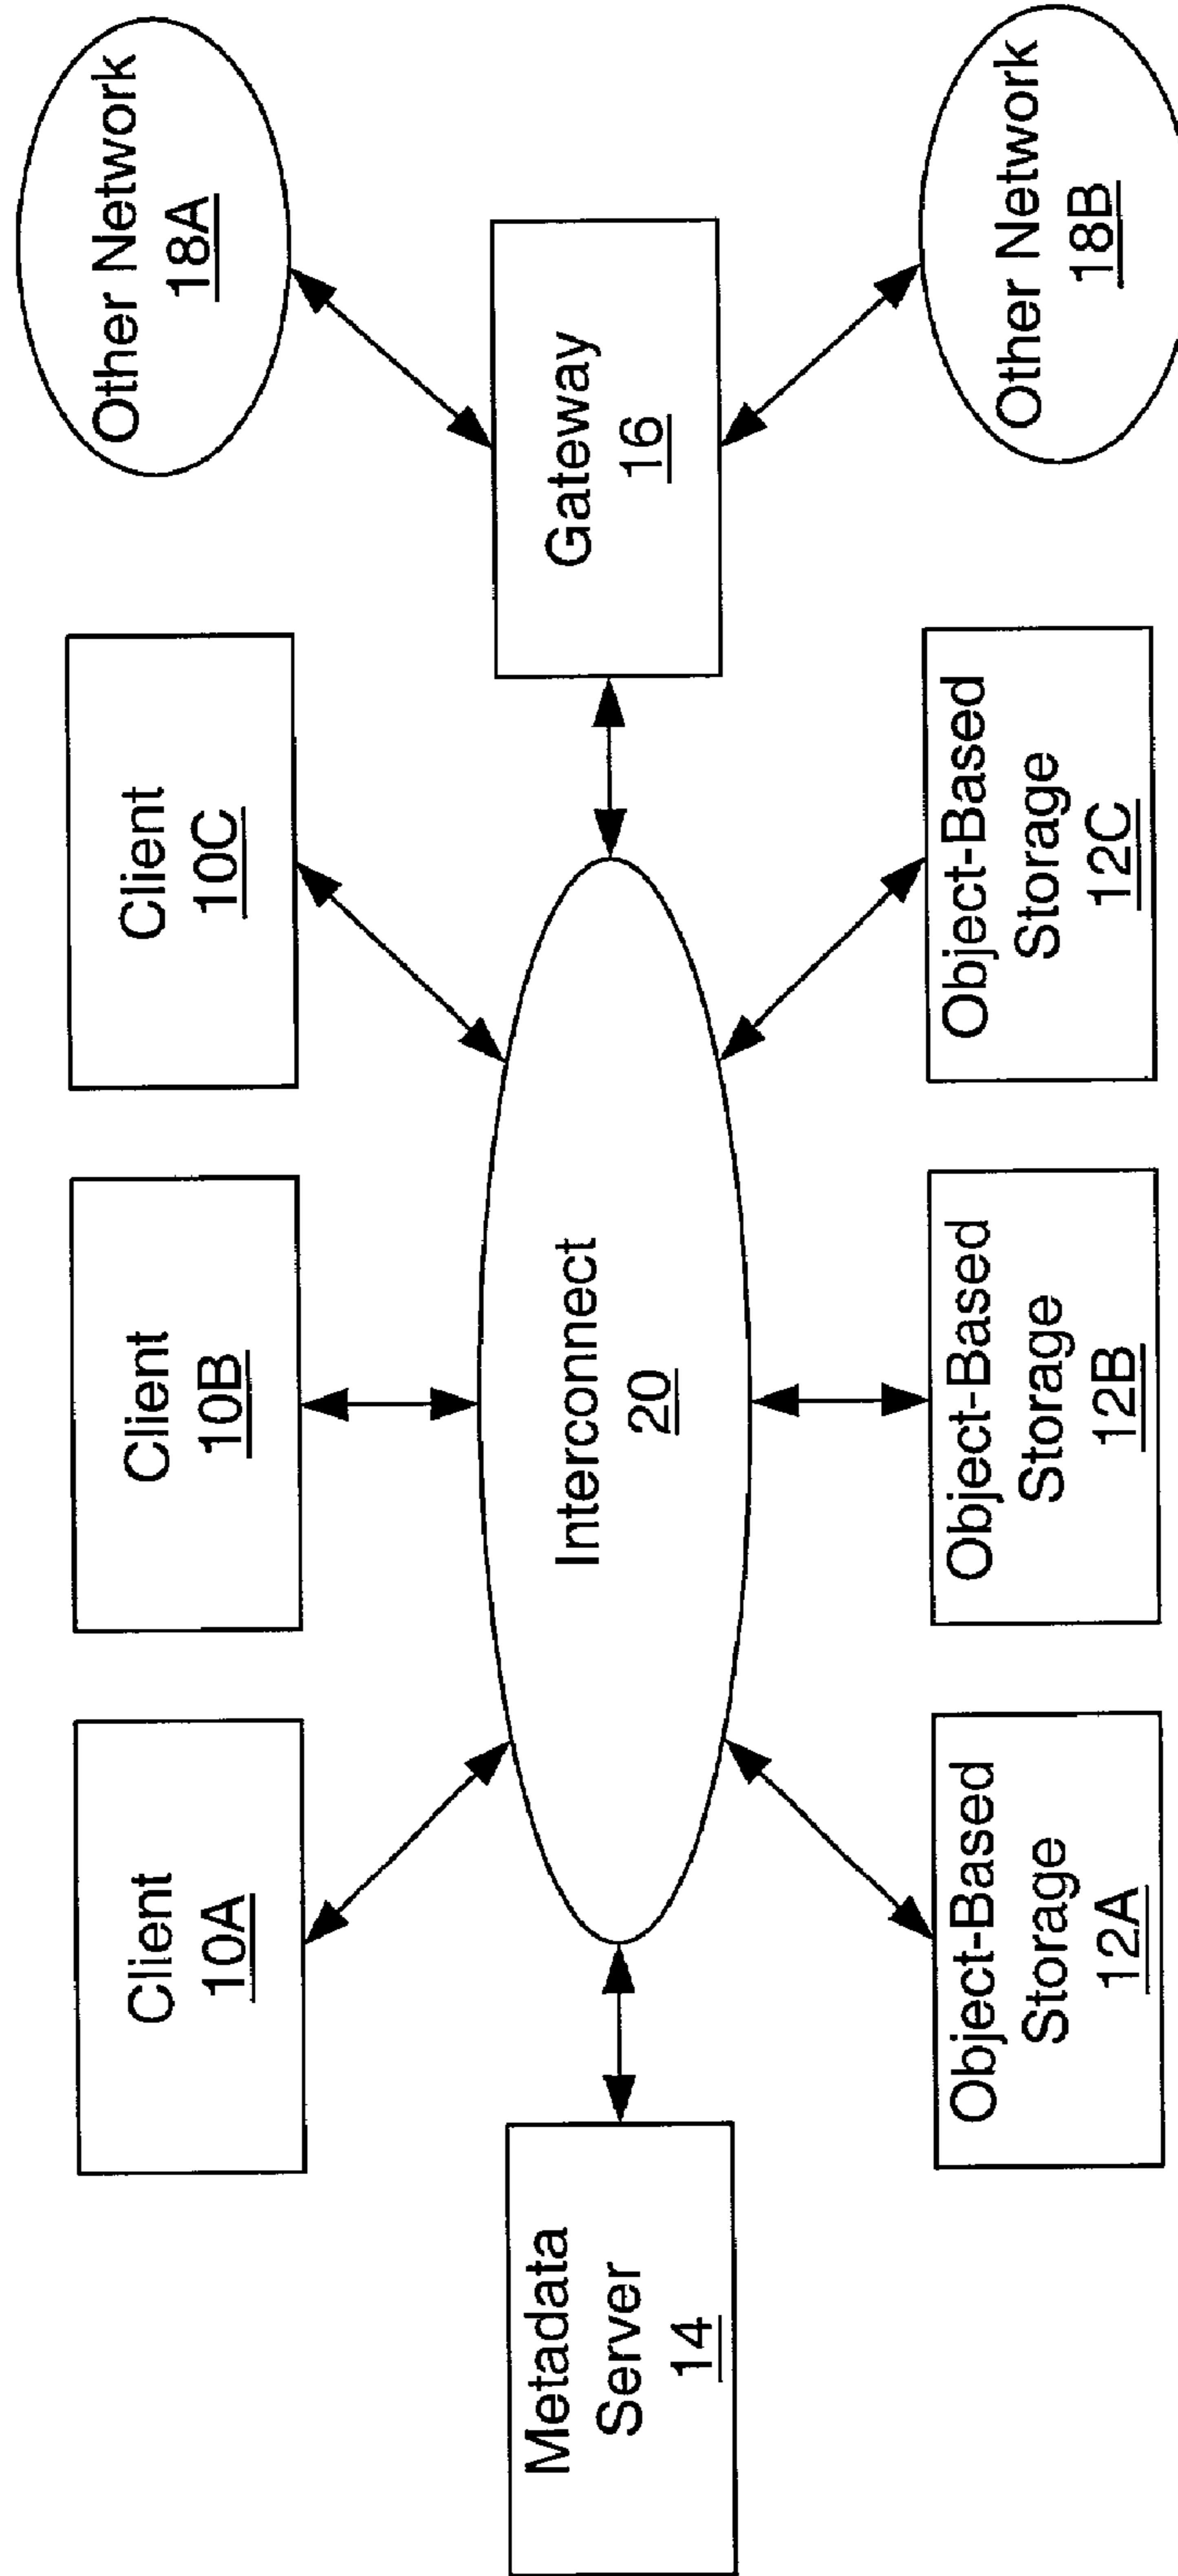 Client
10A
Client
10B
Client
10C
Other Network
18A
Metadata
Server
14
Interconnect
20
Gateway
16
Object-Based
Storage
12A
Object-Based
Storage
12B
Object-Based
Storage
12C
Other Network
18B